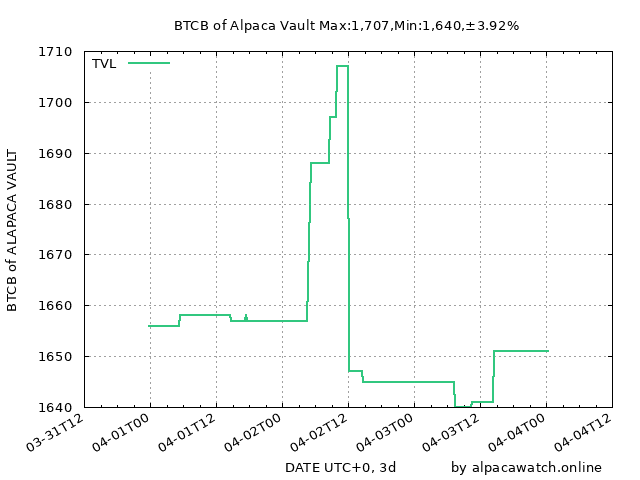 BTCB of Alpaca Vault Max:1,707,Min:1,640,±3.92%
TVL
1710
1700
1690
1680
1670
1660
1650
1640
BTCB of ALAPACA VAULT
03-31T12
04-01T00
04-01T12
04-02T00
04-02T12
04-03T00
04-03T12
04-04T00
04-04T12
DATE UTC+0, 3d
by alpacawatch.online